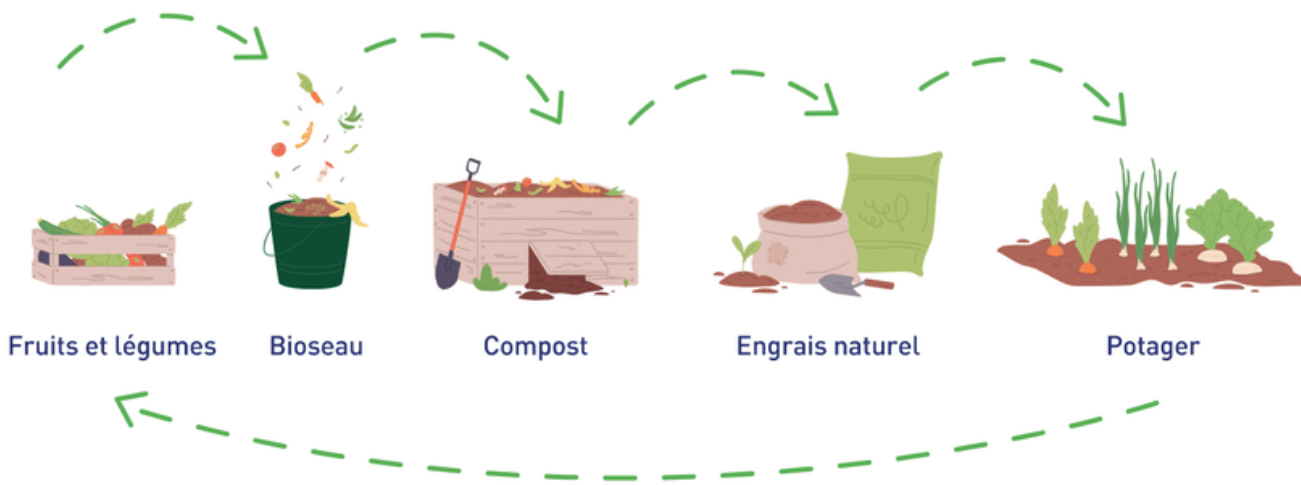 Fruits et légumes
Bioseau
Compost
Engrais naturel
Potager